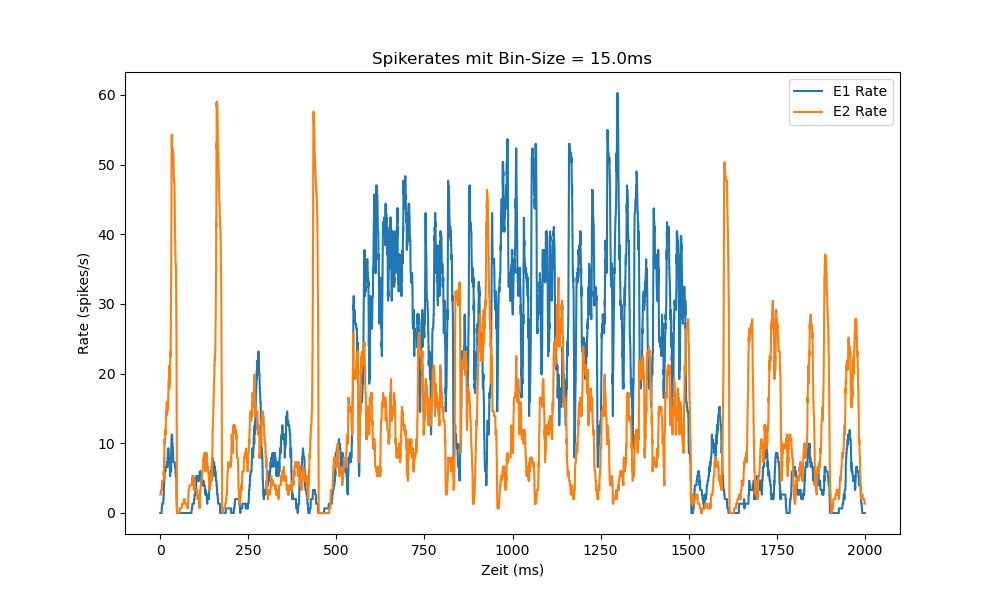 Spikerates mit Bin-Size = 15.0ms
E1 Rate
E2 Rate
Rate (spikes/s)
60
50
40
30
20
10
0
0 250 500 750 1000 1250 1500 1750 2000
Zeit (ms)